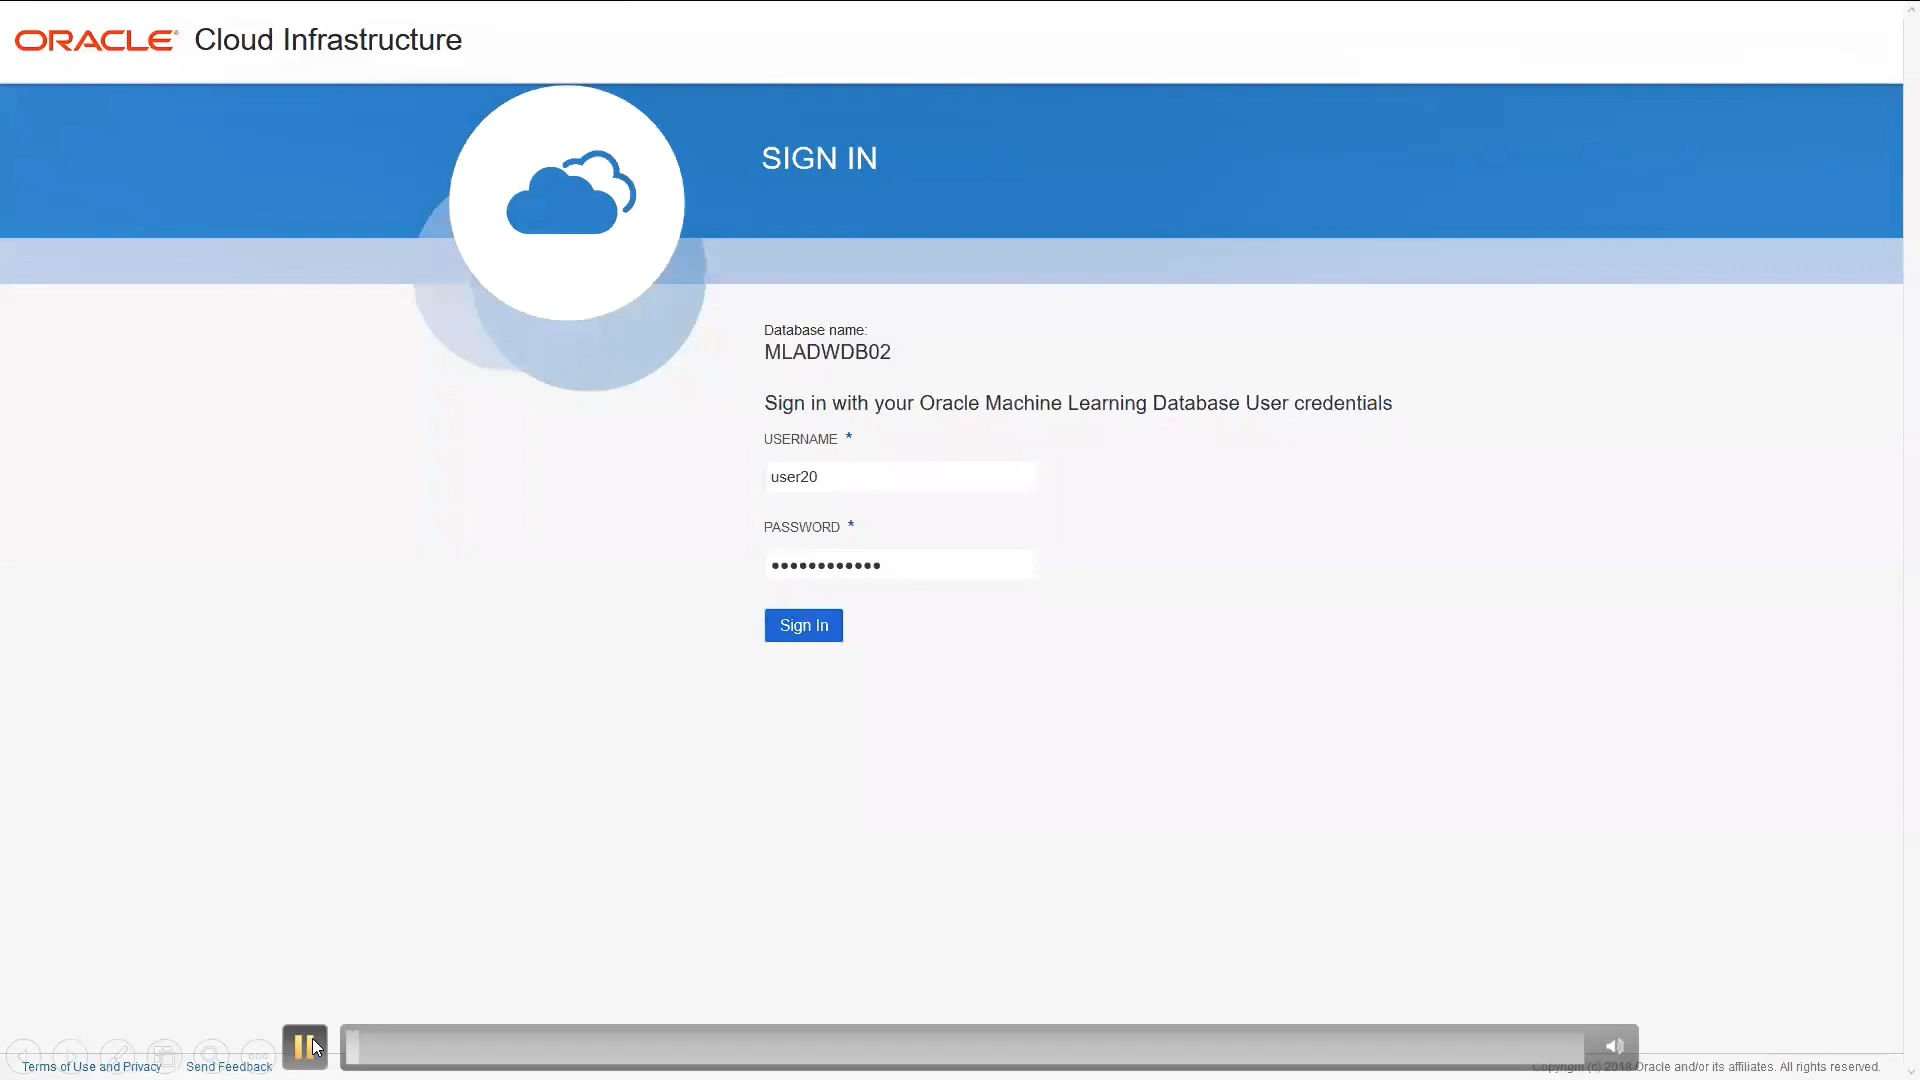 ORACLE® Cloud Infrastructure
SIGN IN
Database name:
MLADWDB02
Sign in with your Oracle Machine Learning Database User credentials
USERNAME *
user20
PASSWORD *
••••••••••••
Sign In
Terms of Use and Privacy Send Feedback
Copyright (c) 2018 Oracle and/or its affiliates. All rights reserved.